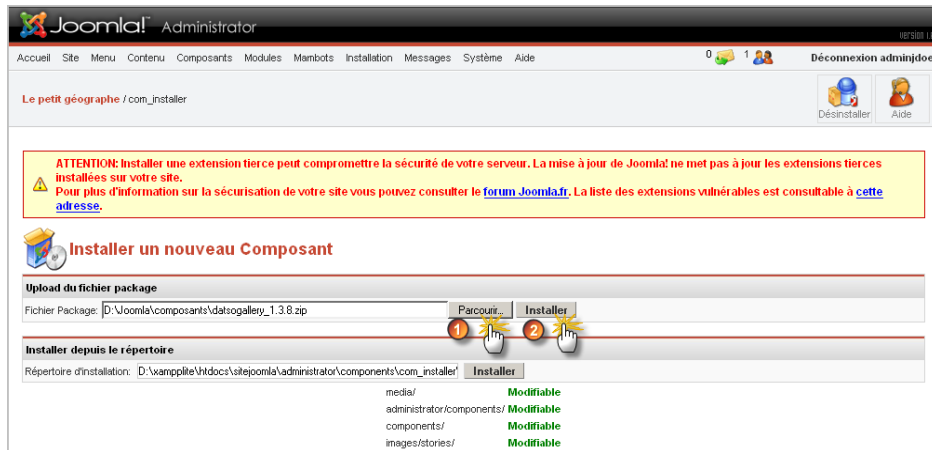 Joomla! Administrator
Accueil Site Menu Contenu Composants Modules Mambots Installation Messages Système Aide 0 1 Déconnexion adminjdoe
Le petit géographe / com_installer
Désinstaller Aide
ATTENTION: Installer une extension tierce peut compromettre la sécurité de votre serveur. La mise à jour de Joomla! ne met pas à jour les extensions tierces
installées sur votre site.
Pour plus d'information sur la sécurisation de votre site vous pouvez consulter le forum Joomla.fr. La liste des extensions vulnérables est consultable à cette
adresse.
Installer un nouveau Composant
Upload du fichier package
Fichier Package: D:\Joomla\composants\datsogallery_1.3.8.zip Parcourir... Installer
1 2
Installer depuis le répertoire
Répertoire d'installation: D:\xampplite\htdocs\sitejoomla\administrator\components\com_installer\ Installer
media/ Modifiable
administrator/components/ Modifiable
components/ Modifiable
images/stories/ Modifiable